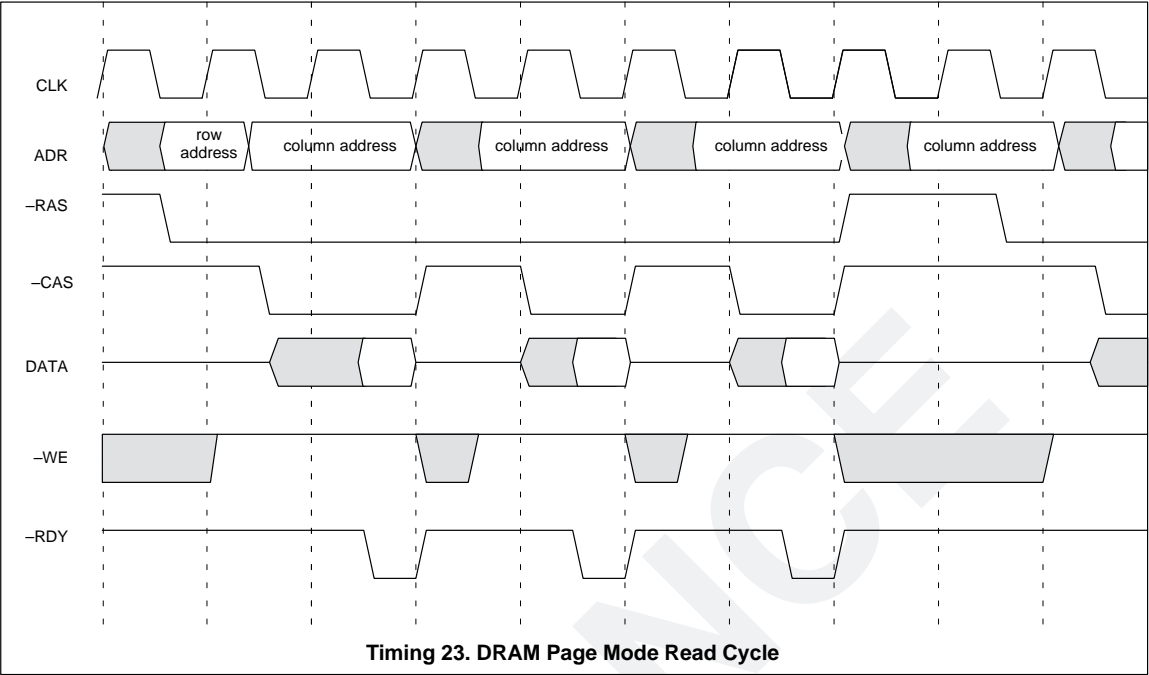 CLK
ADR
row
address
column address
column address
column address
column address
–RAS
–CAS
DATA
–WE
–RDY
NCE
Timing 23. DRAM Page Mode Read Cycle